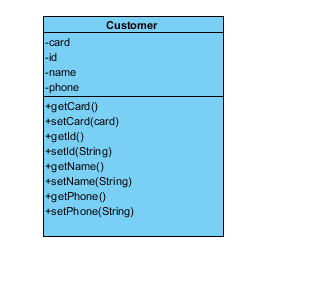 Customer
-card
-id
-name
-phone
+getCard()
+setCard(card)
+getId()
+setId(String)
+getName()
+setName(String)
+getPhone()
+setPhone(String)